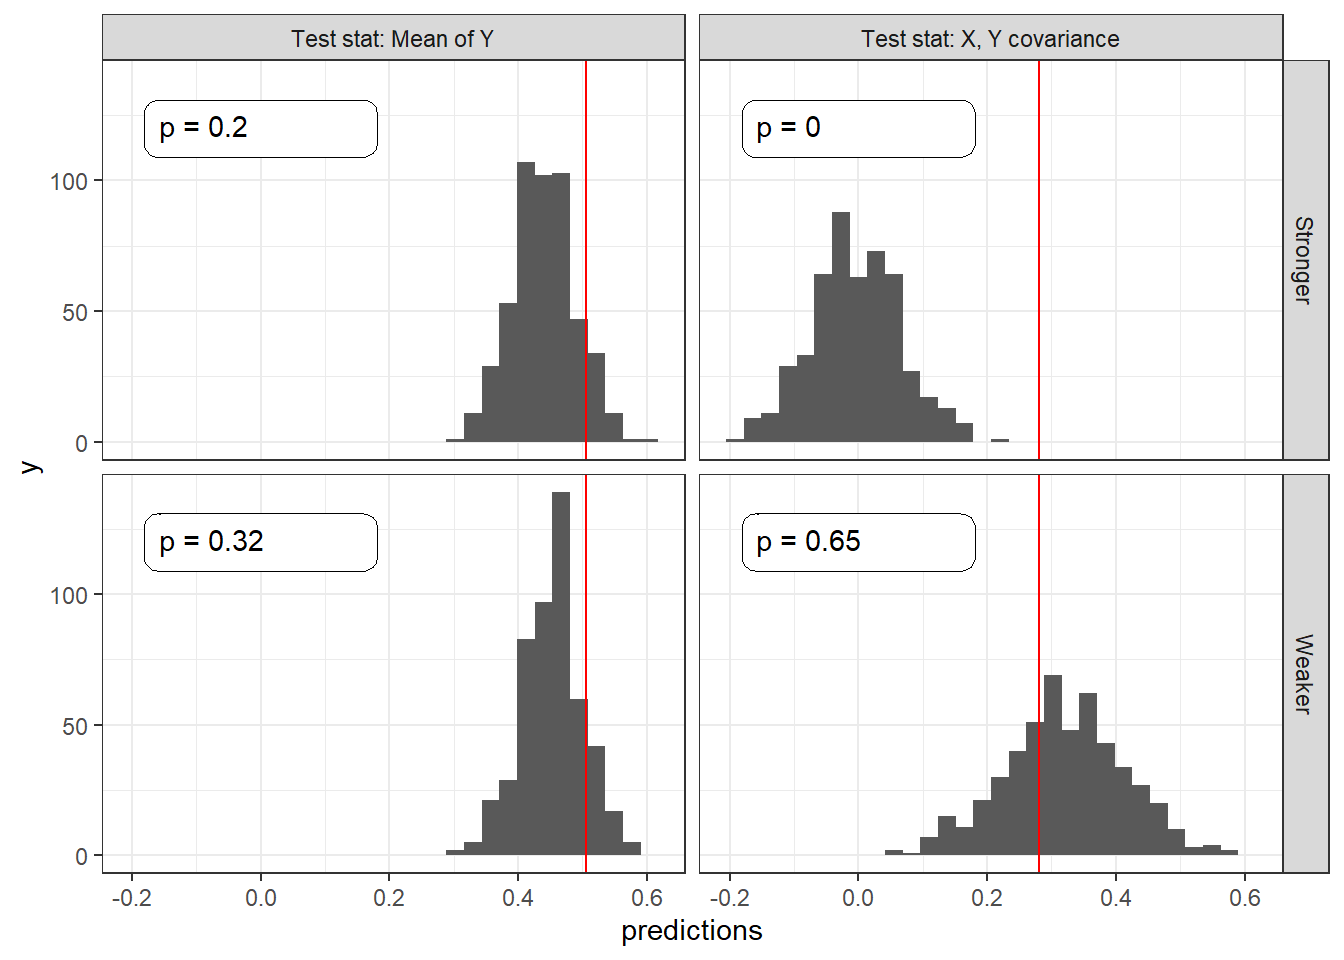 Test stat: Mean of Y
Test stat: X, Y covariance
p = 0.2
p = 0
Stronger
100
50
0
y
p = 0.32
p = 0.65
Weaker
100
50
0
-0.2 0.0 0.2 0.4 0.6
-0.2 0.0 0.2 0.4 0.6
predictions